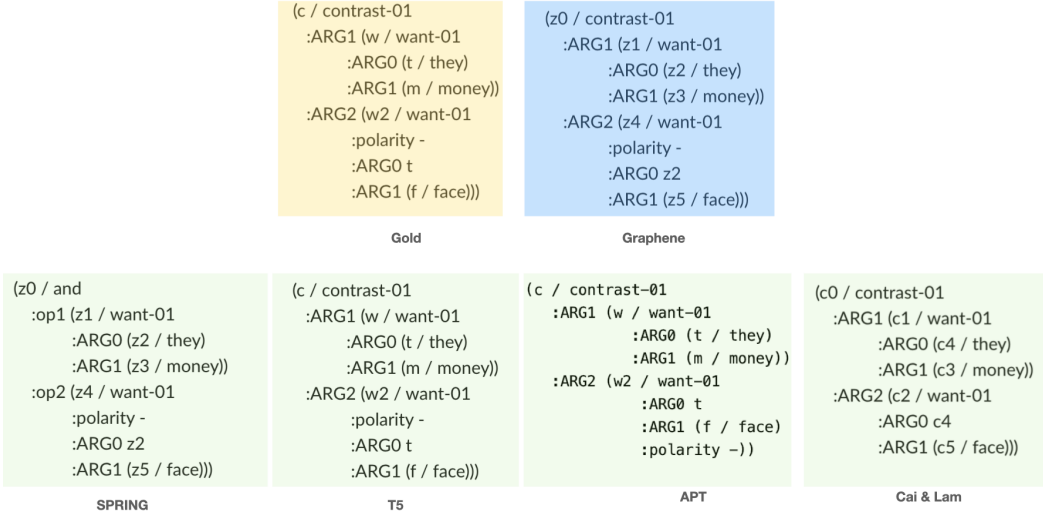 (c / contrast-01
:ARG1 (w / want-01
:ARG0 (t / they)
:ARG1 (m / money))
:ARG2 (w2 / want-01
:polarity -
:ARG0 t
:ARG1 (f / face)))
Gold
(z0 / contrast-01
:ARG1 (z1 / want-01
:ARG0 (z2 / they)
:ARG1 (z3 / money))
:ARG2 (z4 / want-01
:polarity -
:ARG0 z2
:ARG1 (z5 / face)))
Graphene
(z0 / and
:op1 (z1 / want-01
:ARG0 (z2 / they)
:ARG1 (z3 / money))
:op2 (z4 / want-01
:polarity -
:ARG0 z2
:ARG1 (z5 / face)))
SPRING
(c / contrast-01
:ARG1 (w / want-01
:ARG0 (t / they)
:ARG1 (m / money))
:ARG2 (w2 / want-01
:polarity -
:ARG0 t
:ARG1 (f / face)))
T5
(c / contrast-01
:ARG1 (w / want-01
:ARG0 (t / they)
:ARG1 (m / money))
:ARG2 (w2 / want-01
:ARG0 t
:ARG1 (f / face)
:polarity -))
APT
(c0 / contrast-01
:ARG1 (c1 / want-01
:ARG0 (c4 / they)
:ARG1 (c3 / money))
:ARG2 (c2 / want-01
:ARG0 c4
:ARG1 (c5 / face)))
Cai & Lam